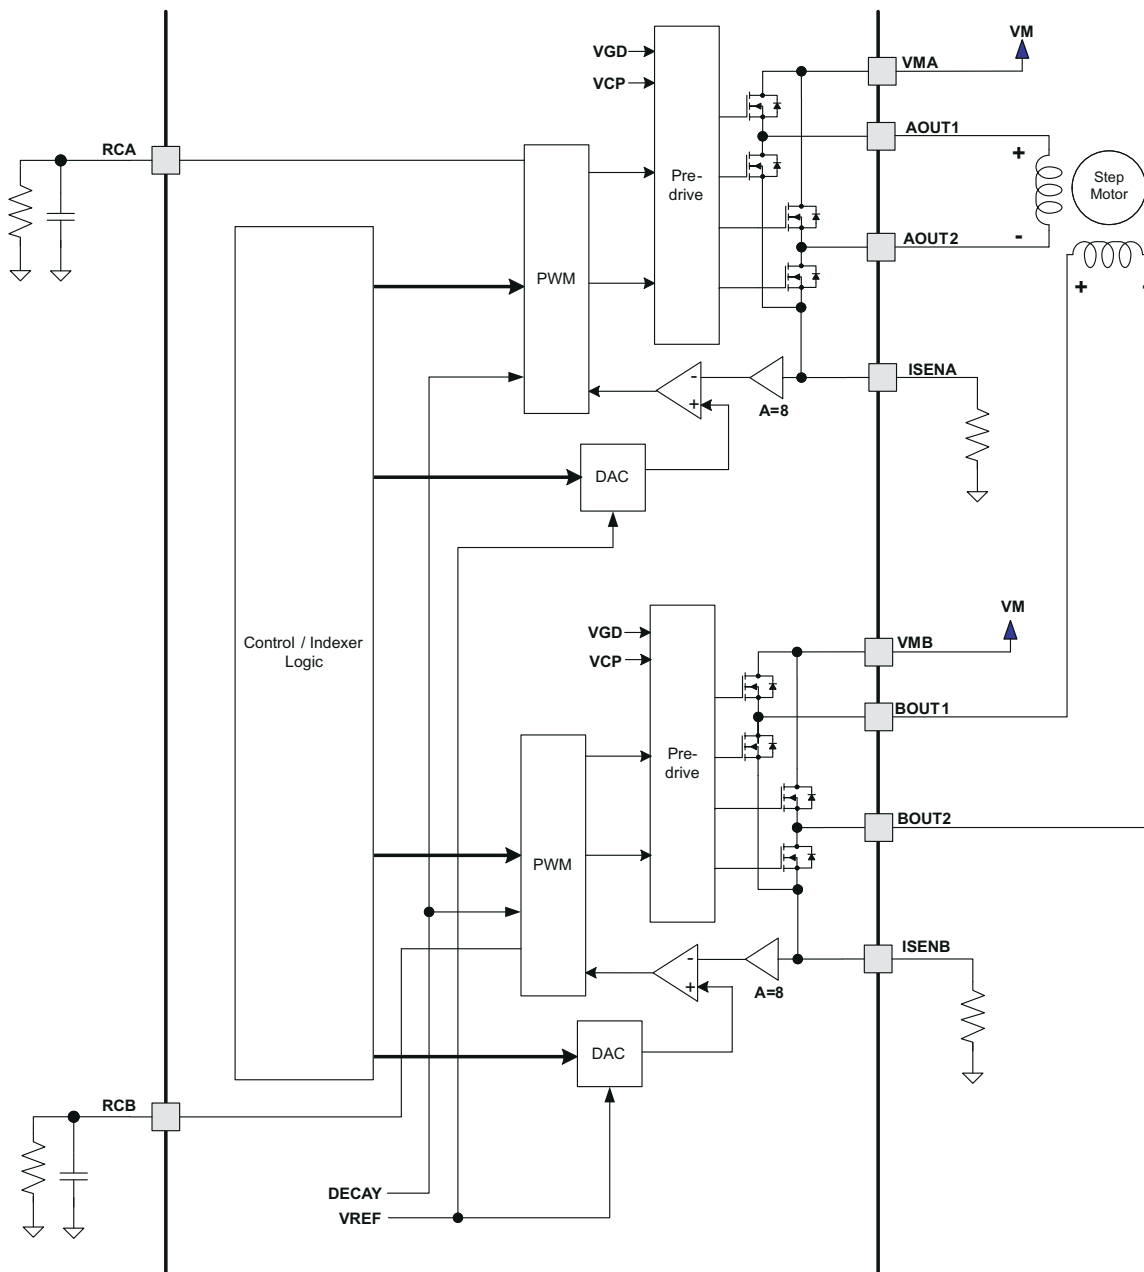 VM
VGD
VMA
VCP
AOUT1
RCA
+
Pre-
drive
Step
Motor
AOUT2
-
PWM
+
ISENA
-
+
A=8
DAC
VM
VGD
Control / Indexer
Logic
VMB
VCP
BOUT1
Pre-
drive
BOUT2
PWM
ISENB
-
+
A=8
DAC
RCB
DECAY
VREF